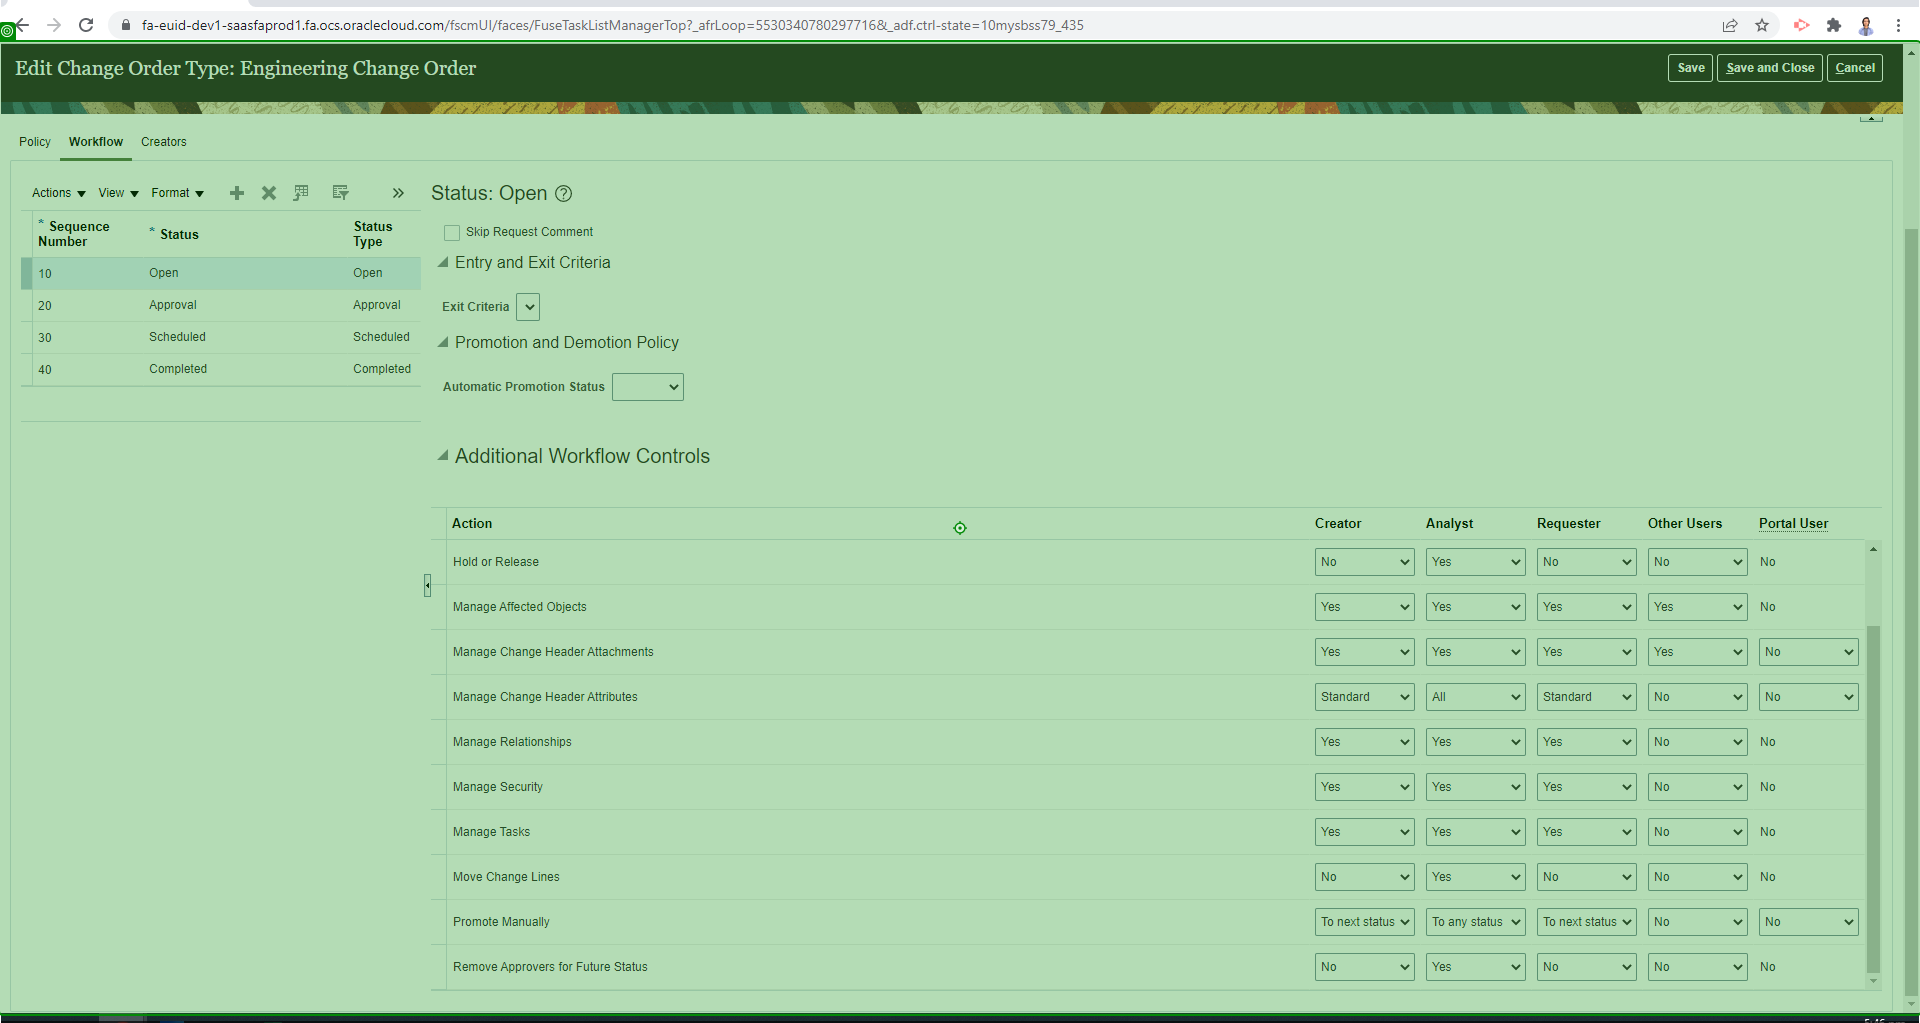 fa-euid-dev1-saasfaprod1.fa.ocs.oraclecloud.com/fscmUI/faces/FuseTaskListManagerTop?_afrLoop=5530340780297716&_adf.ctrl-state=10mysbss79_435
Edit Change Order Type: Engineering Change Order
Save Save and Close Cancel
Policy Workflow Creators
Actions View Format
Status: Open
* Sequence Number * Status Status Type
10 Open Open
20 Approval Approval
30 Scheduled Scheduled
40 Completed Completed
Skip Request Comment
Entry and Exit Criteria
Exit Criteria
Promotion and Demotion Policy
Automatic Promotion Status
Additional Workflow Controls
Action Creator Analyst Requester Other Users Portal User
Hold or Release No Yes No No No
Manage Affected Objects Yes Yes Yes Yes No
Manage Change Header Attachments Yes Yes Yes Yes No
Manage Change Header Attributes Standard All Standard No No
Manage Relationships Yes Yes Yes No No
Manage Security Yes Yes Yes No No
Manage Tasks Yes Yes Yes No No
Move Change Lines No Yes No No No
Promote Manually To next status To any status To next status No No
Remove Approvers for Future Status No Yes No No No